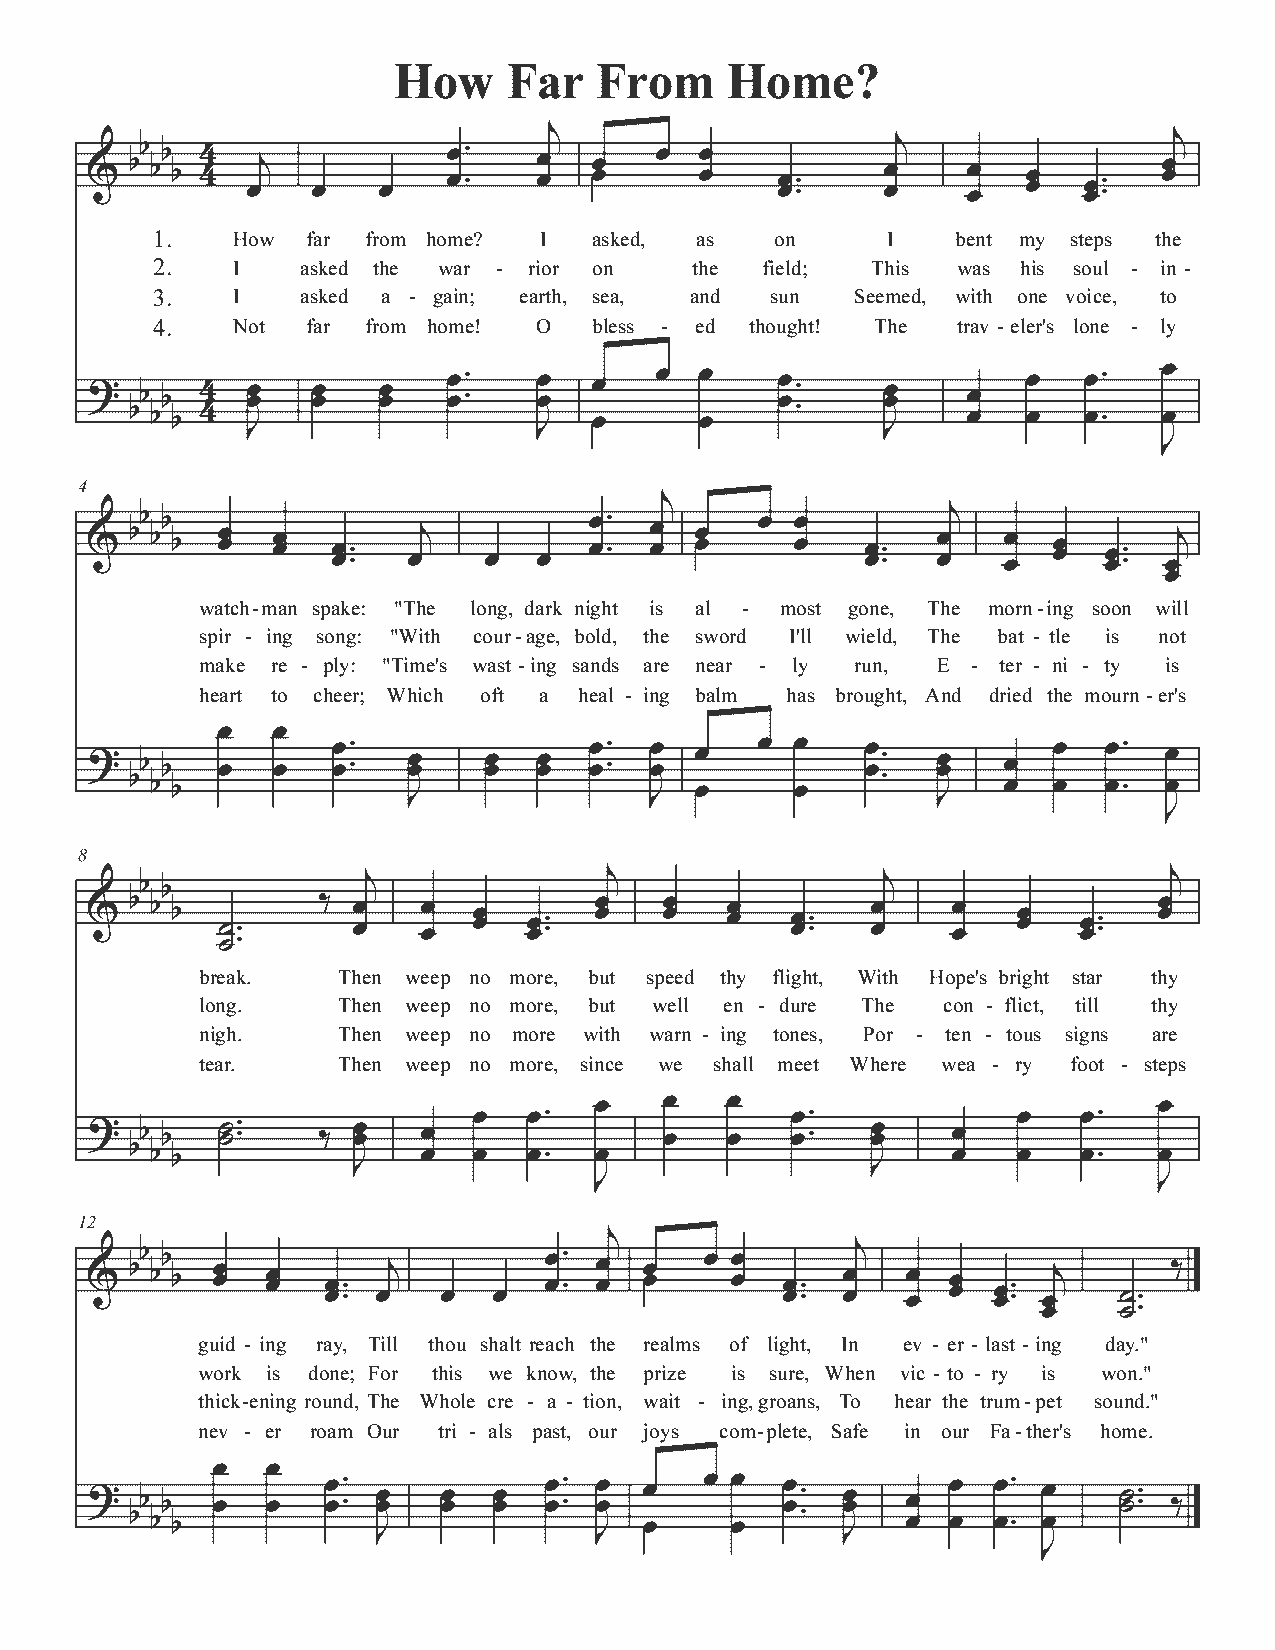 How Far From Home?
1. How far from home? I asked, as on I bent my steps the
2. I asked the war - rior on the field; This was his soul - in -
3. I asked a - gain; earth, sea, and sun Seemed, with one voice, to
4. Not far from home! O bless - ed thought! The trav - eler's lone - ly
4
watch - man spake: "The long, dark night is al - most gone, The morn - ing soon will
spir - ing song: "With cour - age, bold, the sword I'll wield, The bat - tle is not
make re - ply: "Time's wast - ing sands are near - ly run, E - ter - ni - ty is
heart to cheer; Which oft a heal - ing balm has brought, And dried the mourn - er's
8
break. Then weep no more, but speed thy flight, With Hope's bright star thy
long. Then weep no more, but well en - dure The con - flict, till thy
nigh. Then weep no more with warn - ing tones, Por - ten - tous signs are
tear. Then weep no more, since we shall meet Where wea - ry foot - steps
12
guid - ing ray, Till thou shalt reach the realms of light, In ev - er - last - ing day."
work is done; For this we know, the prize is sure, When vic - to - ry is won."
thick-ening round, The Whole cre - a - tion, wait - ing, groans, To hear the trum - pet sound."
nev - er roam Our tri - als past, our joys com-plete, Safe in our Fa - ther's home.